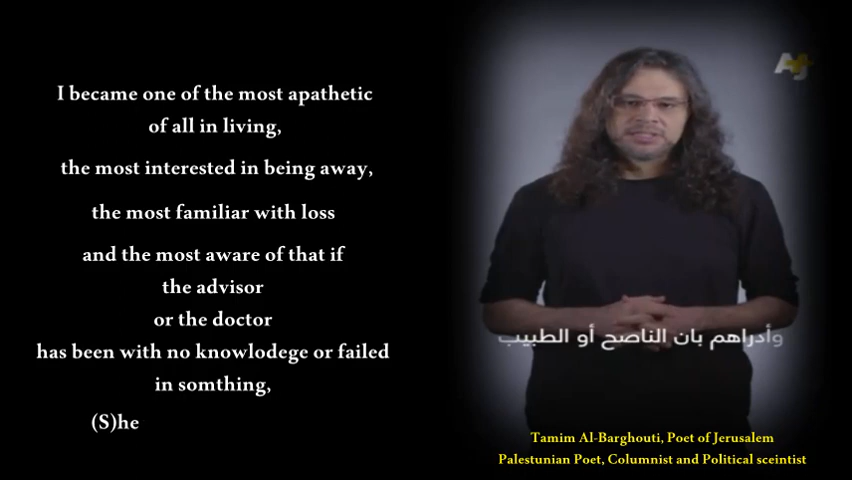 I became one of the most apathetic
of all in living,
the most interested in being away,
the most familiar with loss
and the most aware of that if
the advisor
or the doctor
has been with no knowlodege or failed
in somthing,
(S)he
AJ+
وأدراهم بان الناصح أو الطبيب
Tamim Al-Barghouti, Poet of Jerusalem
Palestunian Poet, Columnist and Political sceintist